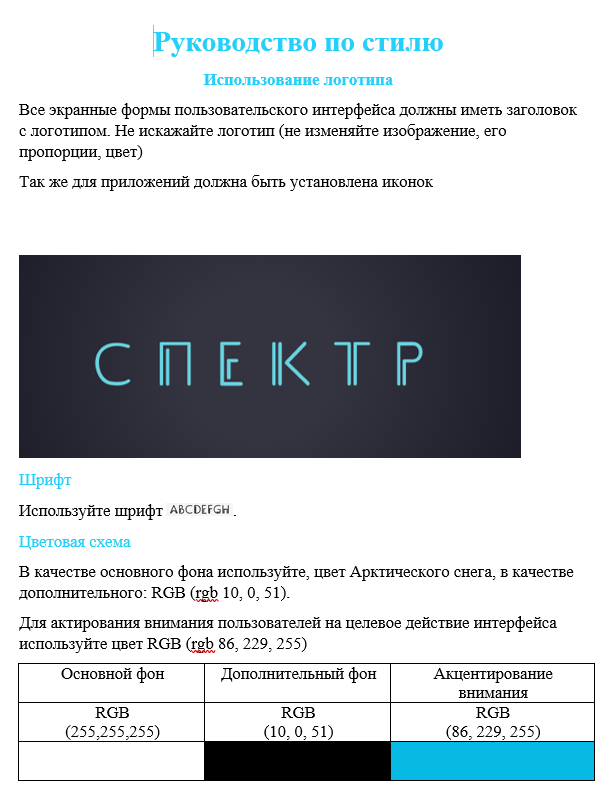 Руководство по стилю
Использование логотипа
Все экранные формы пользовательского интерфейса должны иметь заголовок
с логотипом. Не искажайте логотип (не изменяйте изображение, его
пропорции, цвет)
Так же для приложений должна быть установлена иконок
СПЕКТР
Шрифт
Используйте шрифт ABCDEFGH.
Цветовая схема
В качестве основного фона используйте, цвет Арктического снега, в качестве
дополнительного: RGB (rgb 10, 0, 51).
Для актирования внимания пользователей на целевое действие интерфейса
используйте цвет RGB (rgb 86, 229, 255)
Основной фон Дополнительный фон Акцентирование
внимания
RGB RGB RGB
(255,255,255) (10, 0, 51) (86, 229, 255)